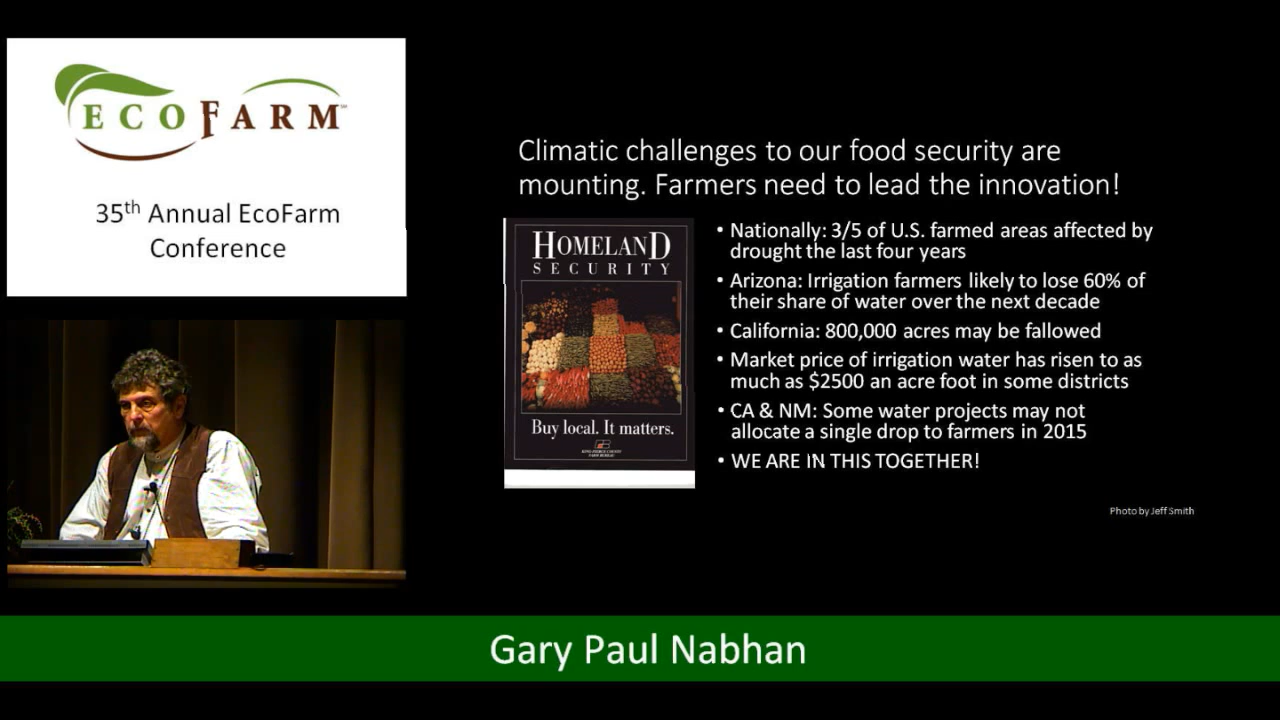 ECOFARM
35th Annual EcoFarm
Conference
Climatic challenges to our food security are
mounting. Farmers need to lead the innovation!
HOMELAND
SECURITY
Buy local. It matters.
• Nationally: 3/5 of U.S. farmed areas affected by
drought the last four years
• Arizona: Irrigation farmers likely to lose 60% of
their share of water over the next decade
• California: 800,000 acres may be fallowed
• Market price of irrigation water has risen to as
much as $2500 an acre foot in some districts
• CA & NM: Some water projects may not
allocate a single drop to farmers in 2015
• WE ARE IN THIS TOGETHER!
Photo by Jeff Smith
Gary Paul Nabhan